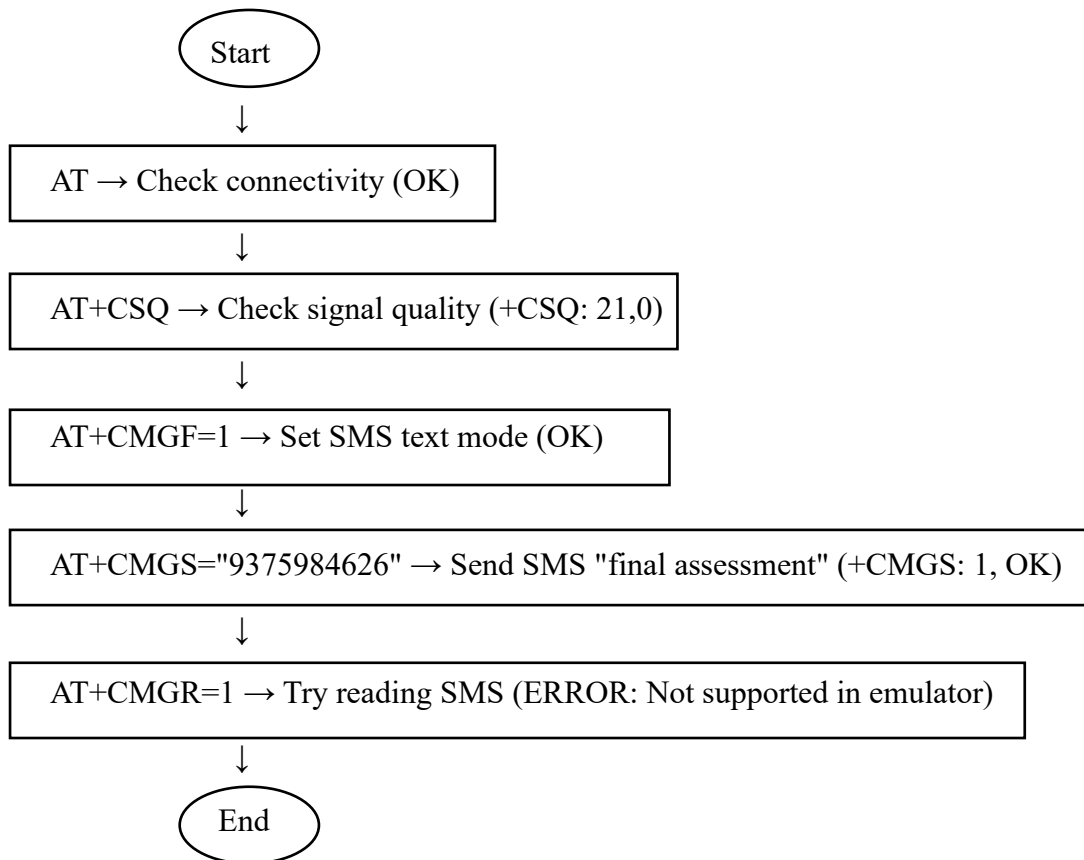 Start
↓
AT → Check connectivity (OK)
↓
AT+CSQ → Check signal quality (+CSQ: 21,0)
↓
AT+CMGF=1 → Set SMS text mode (OK)
↓
AT+CMGS="9375984626" → Send SMS "final assessment" (+CMGS: 1, OK)
↓
AT+CMGR=1 → Try reading SMS (ERROR: Not supported in emulator)
↓
End